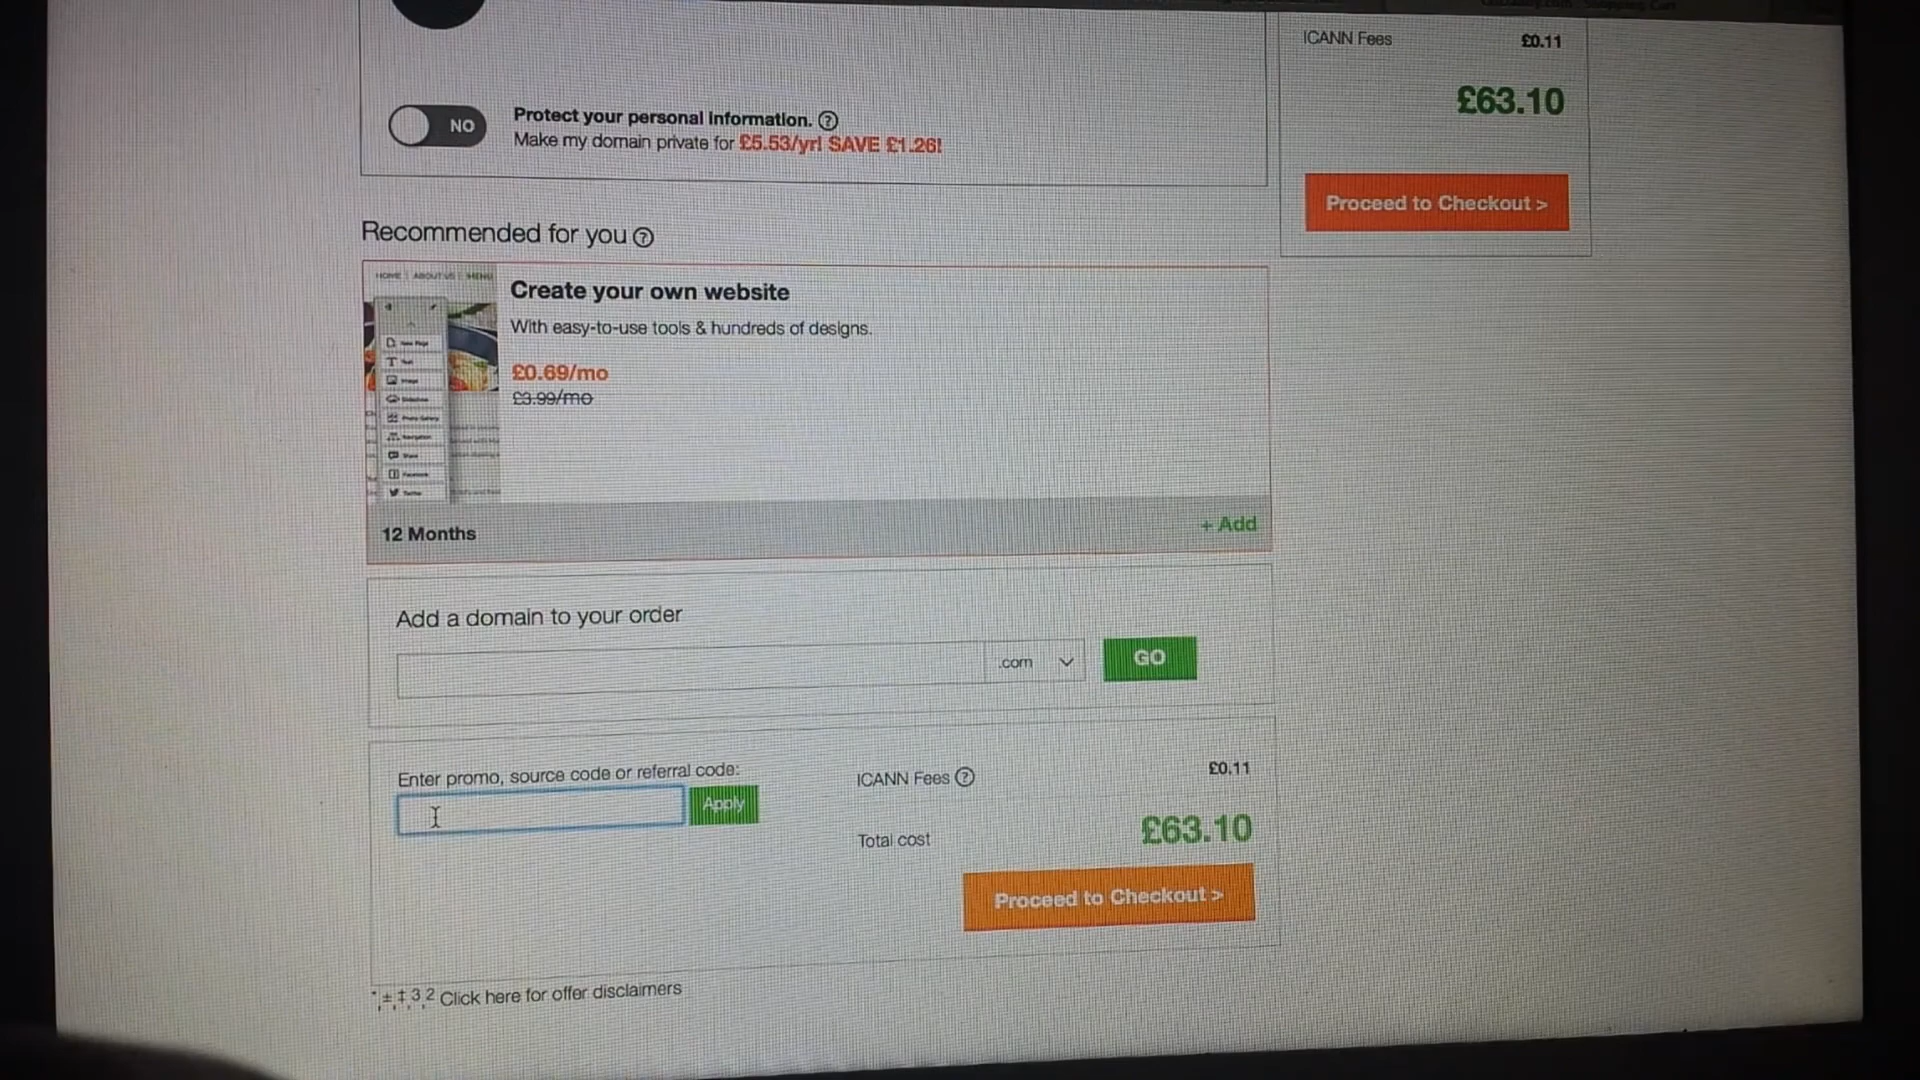 ICANN Fees £0.11
£63.10
Proceed to Checkout >
NO
Protect your personal information. ?
Make my domain private for £5.53/yr! SAVE £1.26!
Recommended for you ?
HOME | ABOUT US | MENU
Create your own website
With easy-to-use tools & hundreds of designs.
£0.69/mo
£3.99/mo
12 Months
+ Add
Add a domain to your order
.com
GO
Enter promo, source code or referral code:
Apply
ICANN Fees ? £0.11
Total cost £63.10
Proceed to Checkout >
Click here for offer disclaimers